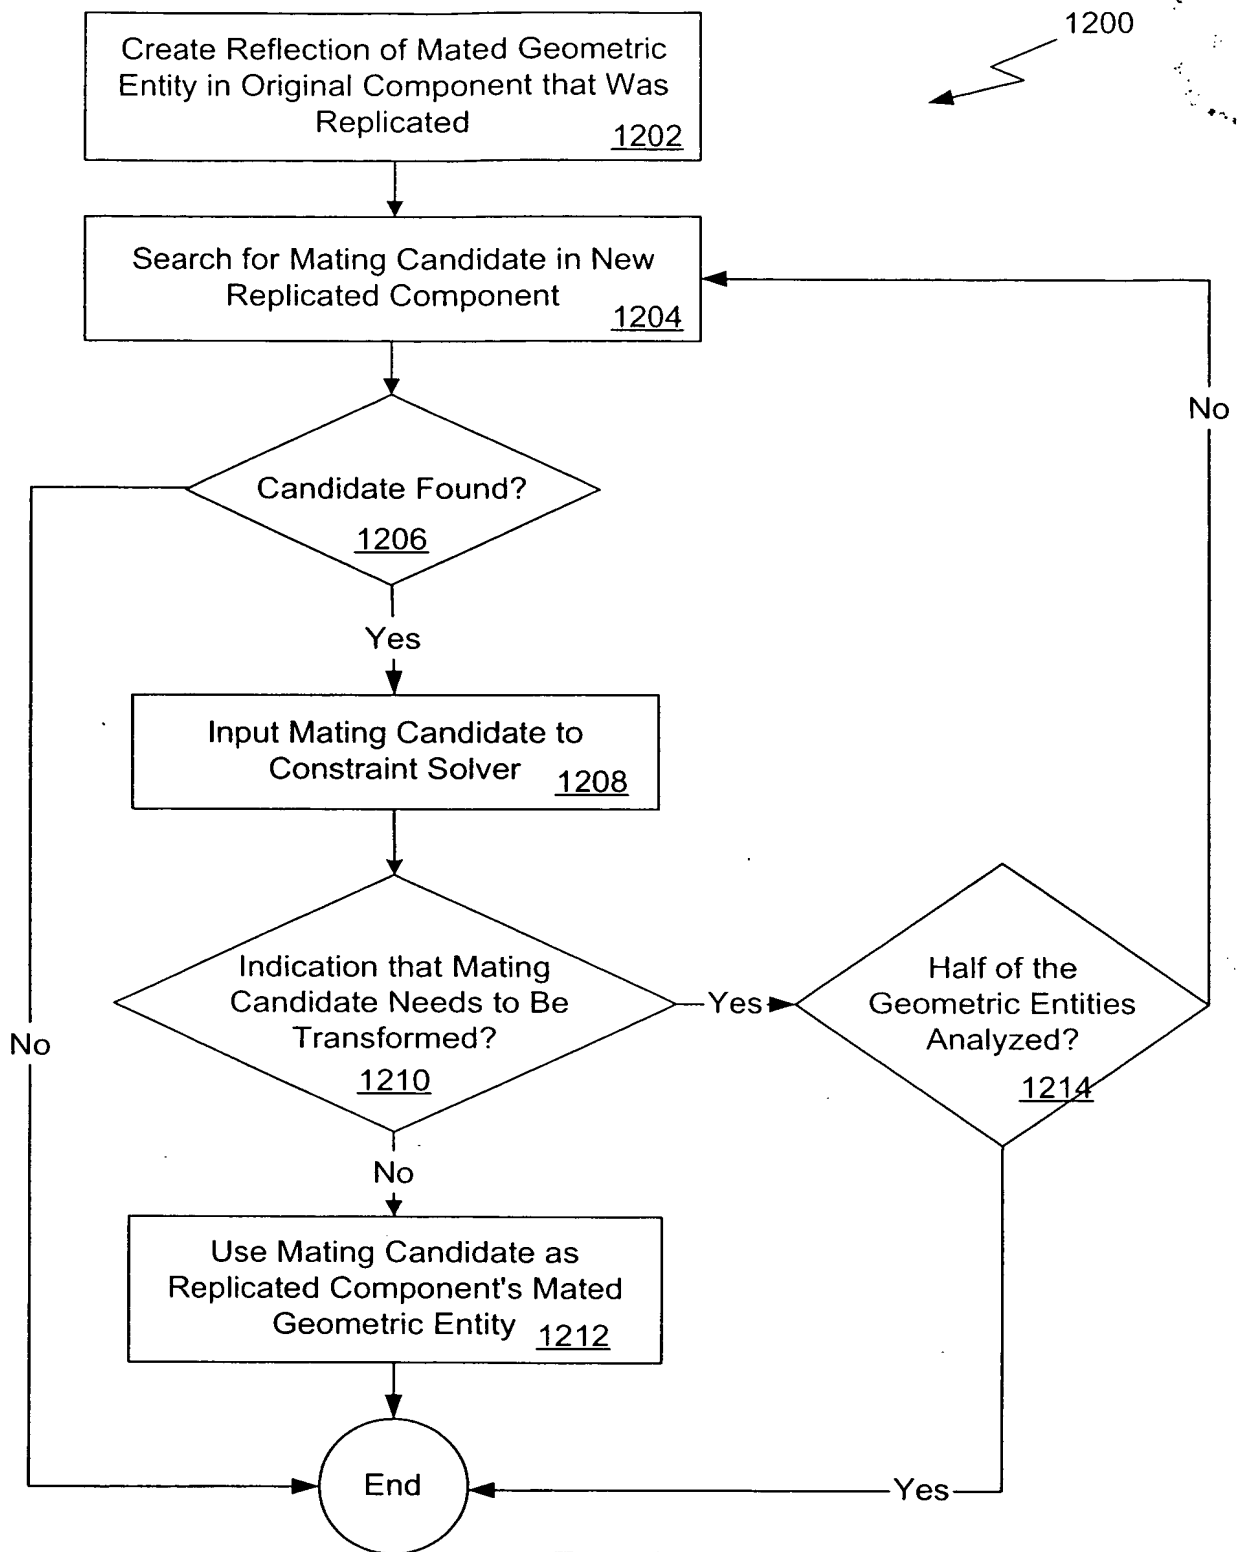 1200
Create Reflection of Mated Geometric
Entity in Original Component that Was
Replicated
1202
Search for Mating Candidate in New
Replicated Component
1204
No
Candidate Found?
1206
Yes
Input Mating Candidate to
Constraint Solver
1208
Indication that Mating
Candidate Needs to Be
Transformed?
1210
Yes
Half of the
Geometric Entities
Analyzed?
1214
No
No
Use Mating Candidate as
Replicated Component's Mated
Geometric Entity
1212
End
Yes